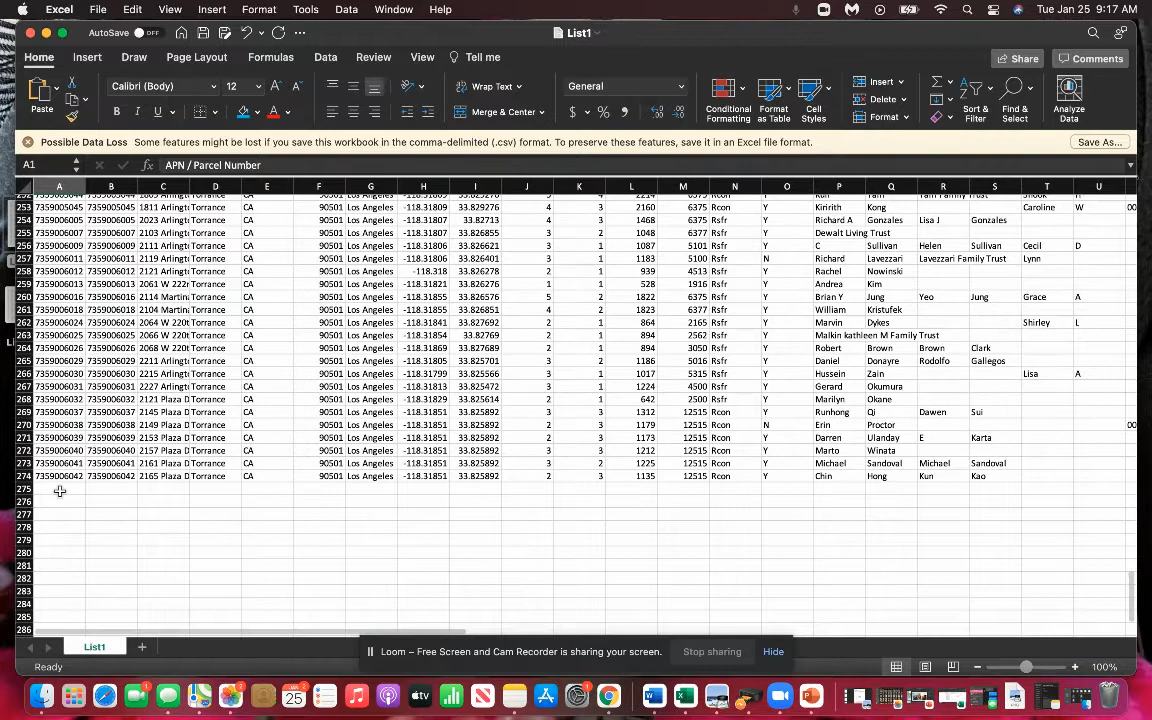 Excel File Edit View Insert Format Tools Data Window Help Tue Jan 25 9:17 AM
AutoSave OFF List1
Home Insert Draw Page Layout Formulas Data Review View Tell me Share Comments
Paste Calibri (Body) 12 Wrap Text General Conditional Formatting Format as Table Cell Styles Insert Sort & Filter Find & Select Analyze Data
B I U Merge & Center $ % Delete
Format
Possible Data Loss Some features might be lost if you save this workbook in the comma-delimited (.csv) format. To preserve these features, save it in an Excel file format. Save As...
A1 fx APN / Parcel Number
A B C D E F G H I J K L M N O P Q R S T U
253 7359005045 7359005045 1811 Arlingt Torrance CA 90501 Los Angeles -118.31809 33.829276 4 3 2160 6375 Rcon Y Kririth Kong Caroline W 00
254 7359006005 7359006005 2023 Arlingt Torrance CA 90501 Los Angeles -118.31809 33.82713 4 4 1468 6375 Rsfr Y Richard A Gonzales Lisa J Gonzales
255 7359006007 7359006007 2103 Arlingt Torrance CA 90501 Los Angeles -118.31809 33.826855 3 2 1048 6377 Rsfr Y Dewalt Living Trust
256 7359006009 7359006009 2111 Arlingt Torrance CA 90501 Los Angeles -118.31806 33.826621 3 1 1087 5101 Rsfr Y C Sullivan Helen Sullivan Cecil D
257 7359006011 7359006011 2119 Arlingt Torrance CA 90501 Los Angeles -118.31806 33.826401 3 1 1183 5100 Rsfr N Richard Lavezzari Lavezzari Family Trust Lynn
258 7359006012 7359006012 2121 Arlingt Torrance CA 90501 Los Angeles -118.318 33.826278 2 1 939 4513 Rsfr Y Rachel Nowinski
259 7359006013 7359006013 2061 W 222r Torrance CA 90501 Los Angeles -118.31821 33.826296 1 1 528 1916 Rsfr Y Andrea Kim
260 7359006016 7359006016 2114 Martina Torrance CA 90501 Los Angeles -118.31855 33.826596 5 2 1822 6375 Rsfr Y Brian Y Jung Yeo Jung Grace A
261 7359006018 7359006018 2104 Martina Torrance CA 90501 Los Angeles -118.31855 33.826869 4 2 1823 6377 Rsfr Y William Kristufek
262 7359006024 7359006024 2064 W 220t Torrance CA 90501 Los Angeles -118.31841 33.827692 2 1 864 2165 Rsfr Y Marvin Dykes Shirley L
263 7359006025 7359006025 2066 W 220t Torrance CA 90501 Los Angeles -118.31854 33.82769 2 1 894 2562 Rsfr Y Malkin kathleen M Family Trust
264 7359006026 7359006026 2068 W 220t Torrance CA 90501 Los Angeles -118.31869 33.827689 2 1 894 3050 Rsfr Y Robert Brown Brown Clark
265 7359006029 7359006029 2211 Arlingt Torrance CA 90501 Los Angeles -118.31805 33.825701 3 2 1186 5016 Rsfr Y Daniel Donayre Rodolfo Gallegos
266 7359006030 7359006030 2215 Arlingt Torrance CA 90501 Los Angeles -118.31799 33.825566 3 1 1017 5315 Rsfr Y Hussein Zain Lisa A
267 7359006031 7359006031 2227 Arlingt Torrance CA 90501 Los Angeles -118.31813 33.825472 3 1 1224 4500 Rsfr Y Gerard Okumura
268 7359006032 7359006032 2121 Plaza D Torrance CA 90501 Los Angeles -118.31829 33.825614 2 1 642 2500 Rsfr Y Marilyn Okane
269 7359006037 7359006037 2145 Plaza D Torrance CA 90501 Los Angeles -118.31851 33.825892 3 3 1312 12515 Rcon Y Runhong Qi Dawen Sui
270 7359006038 7359006038 2149 Plaza D Torrance CA 90501 Los Angeles -118.31851 33.825892 2 3 1179 12515 Rcon N Erin Proctor 00
271 7359006039 7359006039 2153 Plaza D Torrance CA 90501 Los Angeles -118.31851 33.825892 2 3 1173 12515 Rcon Y Darren Ulanday E Karta
272 7359006040 7359006040 2157 Plaza D Torrance CA 90501 Los Angeles -118.31851 33.825892 3 3 1212 12515 Rcon Y Marto Winata
273 7359006041 7359006041 2161 Plaza D Torrance CA 90501 Los Angeles -118.31851 33.825892 3 2 1225 12515 Rcon Y Michael Sandoval Michael Sandoval
274 7359006042 7359006042 2165 Plaza D Torrance CA 90501 Los Angeles -118.31851 33.825892 2 3 1135 12515 Rcon Y Chin Hong Kun Kao
275
276
277
278
279
280
281
282
283
284
285
286
List1
Loom – Free Screen and Cam Recorder is sharing your screen. Stop sharing Hide
Ready 100%